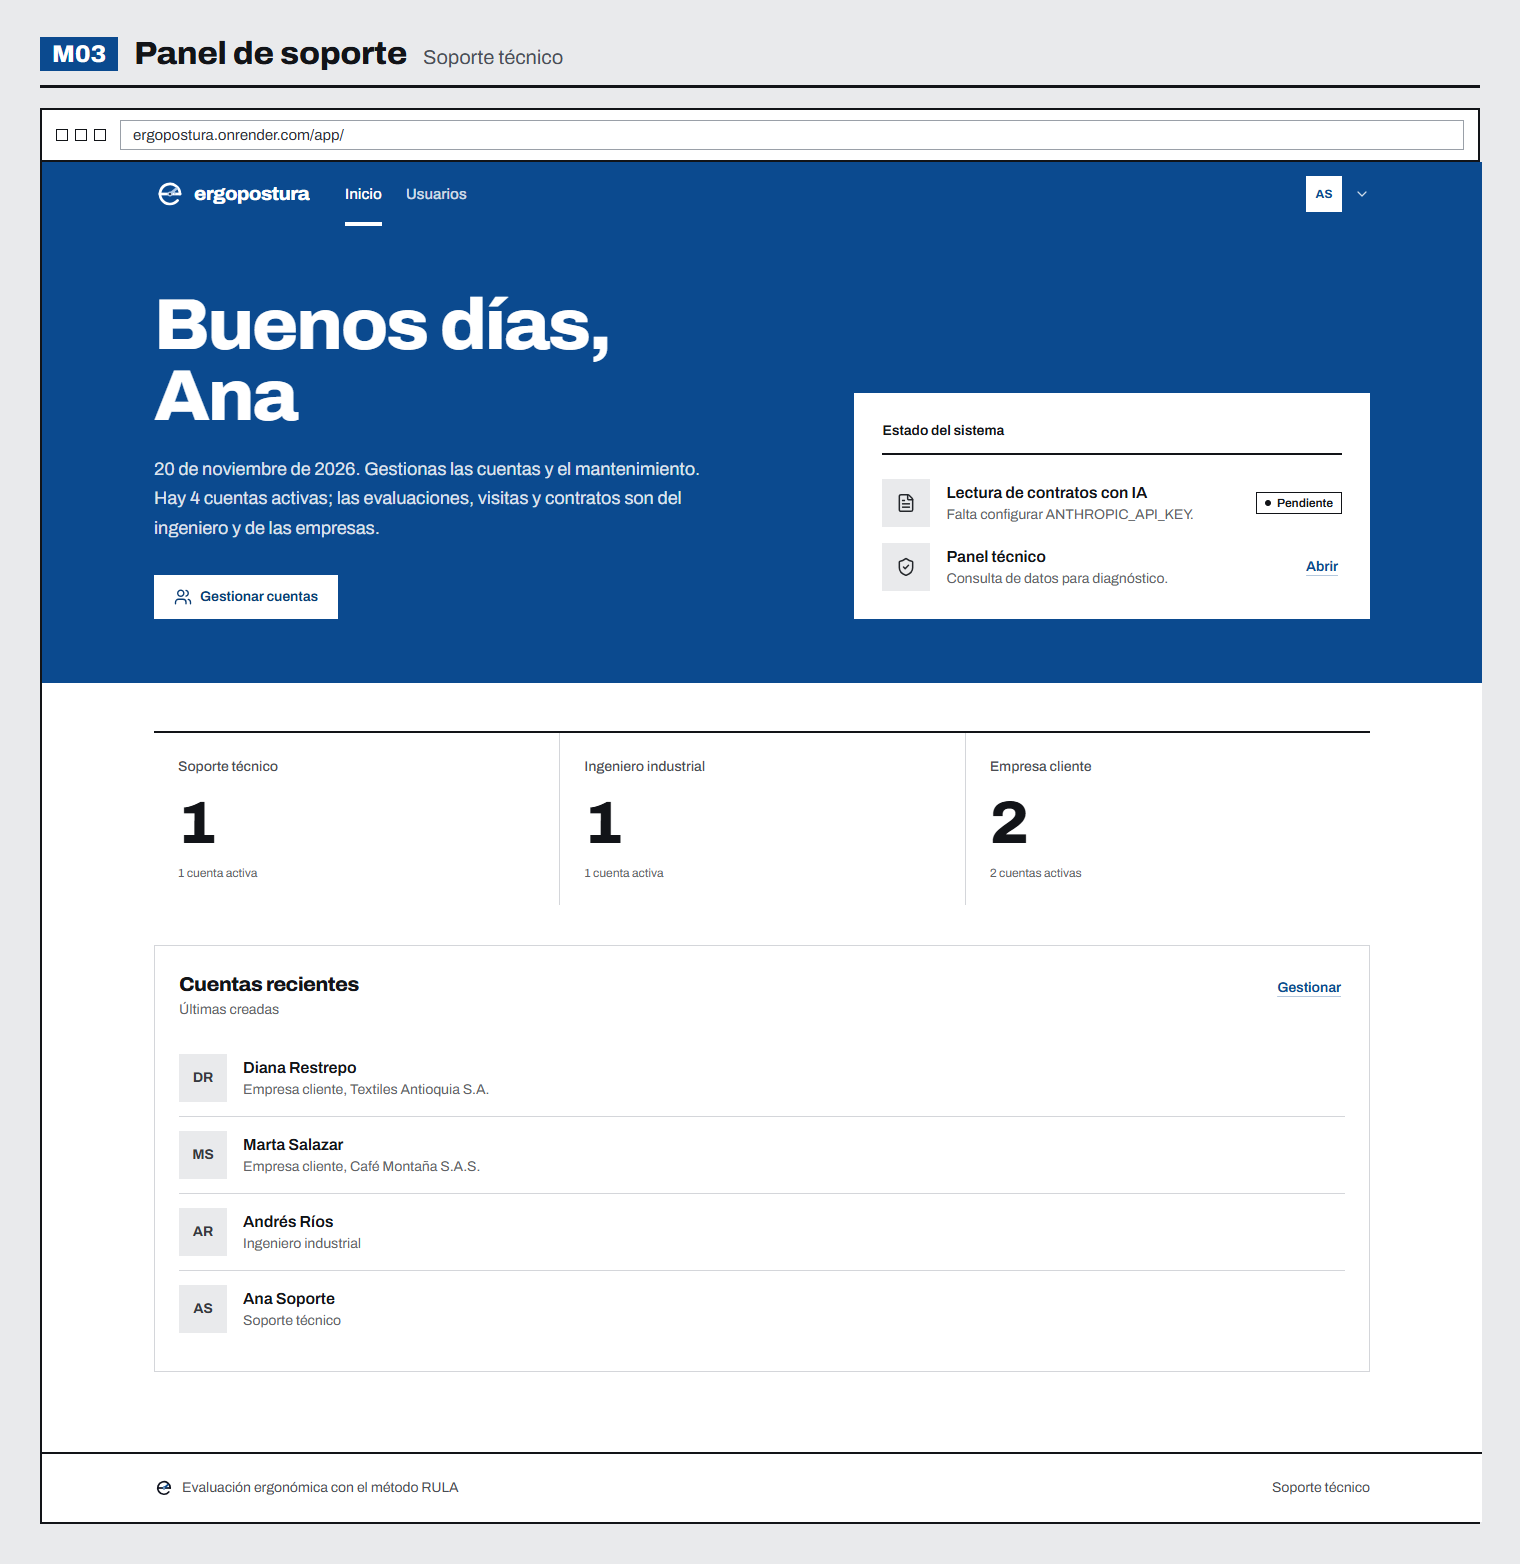 M03 Panel de soporte Soporte técnico
ergopostura.onrender.com/app/
ergopostura Inicio Usuarios AS
Buenos días,
Ana
20 de noviembre de 2026. Gestionas las cuentas y el mantenimiento.
Hay 4 cuentas activas; las evaluaciones, visitas y contratos son del
ingeniero y de las empresas.
Gestionar cuentas
Estado del sistema
Lectura de contratos con IA
Falta configurar ANTHROPIC_API_KEY.
Pendiente
Panel técnico
Consulta de datos para diagnóstico.
Abrir
Soporte técnico
1
1 cuenta activa
Ingeniero industrial
1
1 cuenta activa
Empresa cliente
2
2 cuentas activas
Cuentas recientes
Últimas creadas
Gestionar
DR
Diana Restrepo
Empresa cliente, Textiles Antioquia S.A.
MS
Marta Salazar
Empresa cliente, Café Montaña S.A.S.
AR
Andrés Ríos
Ingeniero industrial
AS
Ana Soporte
Soporte técnico
Evaluación ergonómica con el método RULA
Soporte técnico